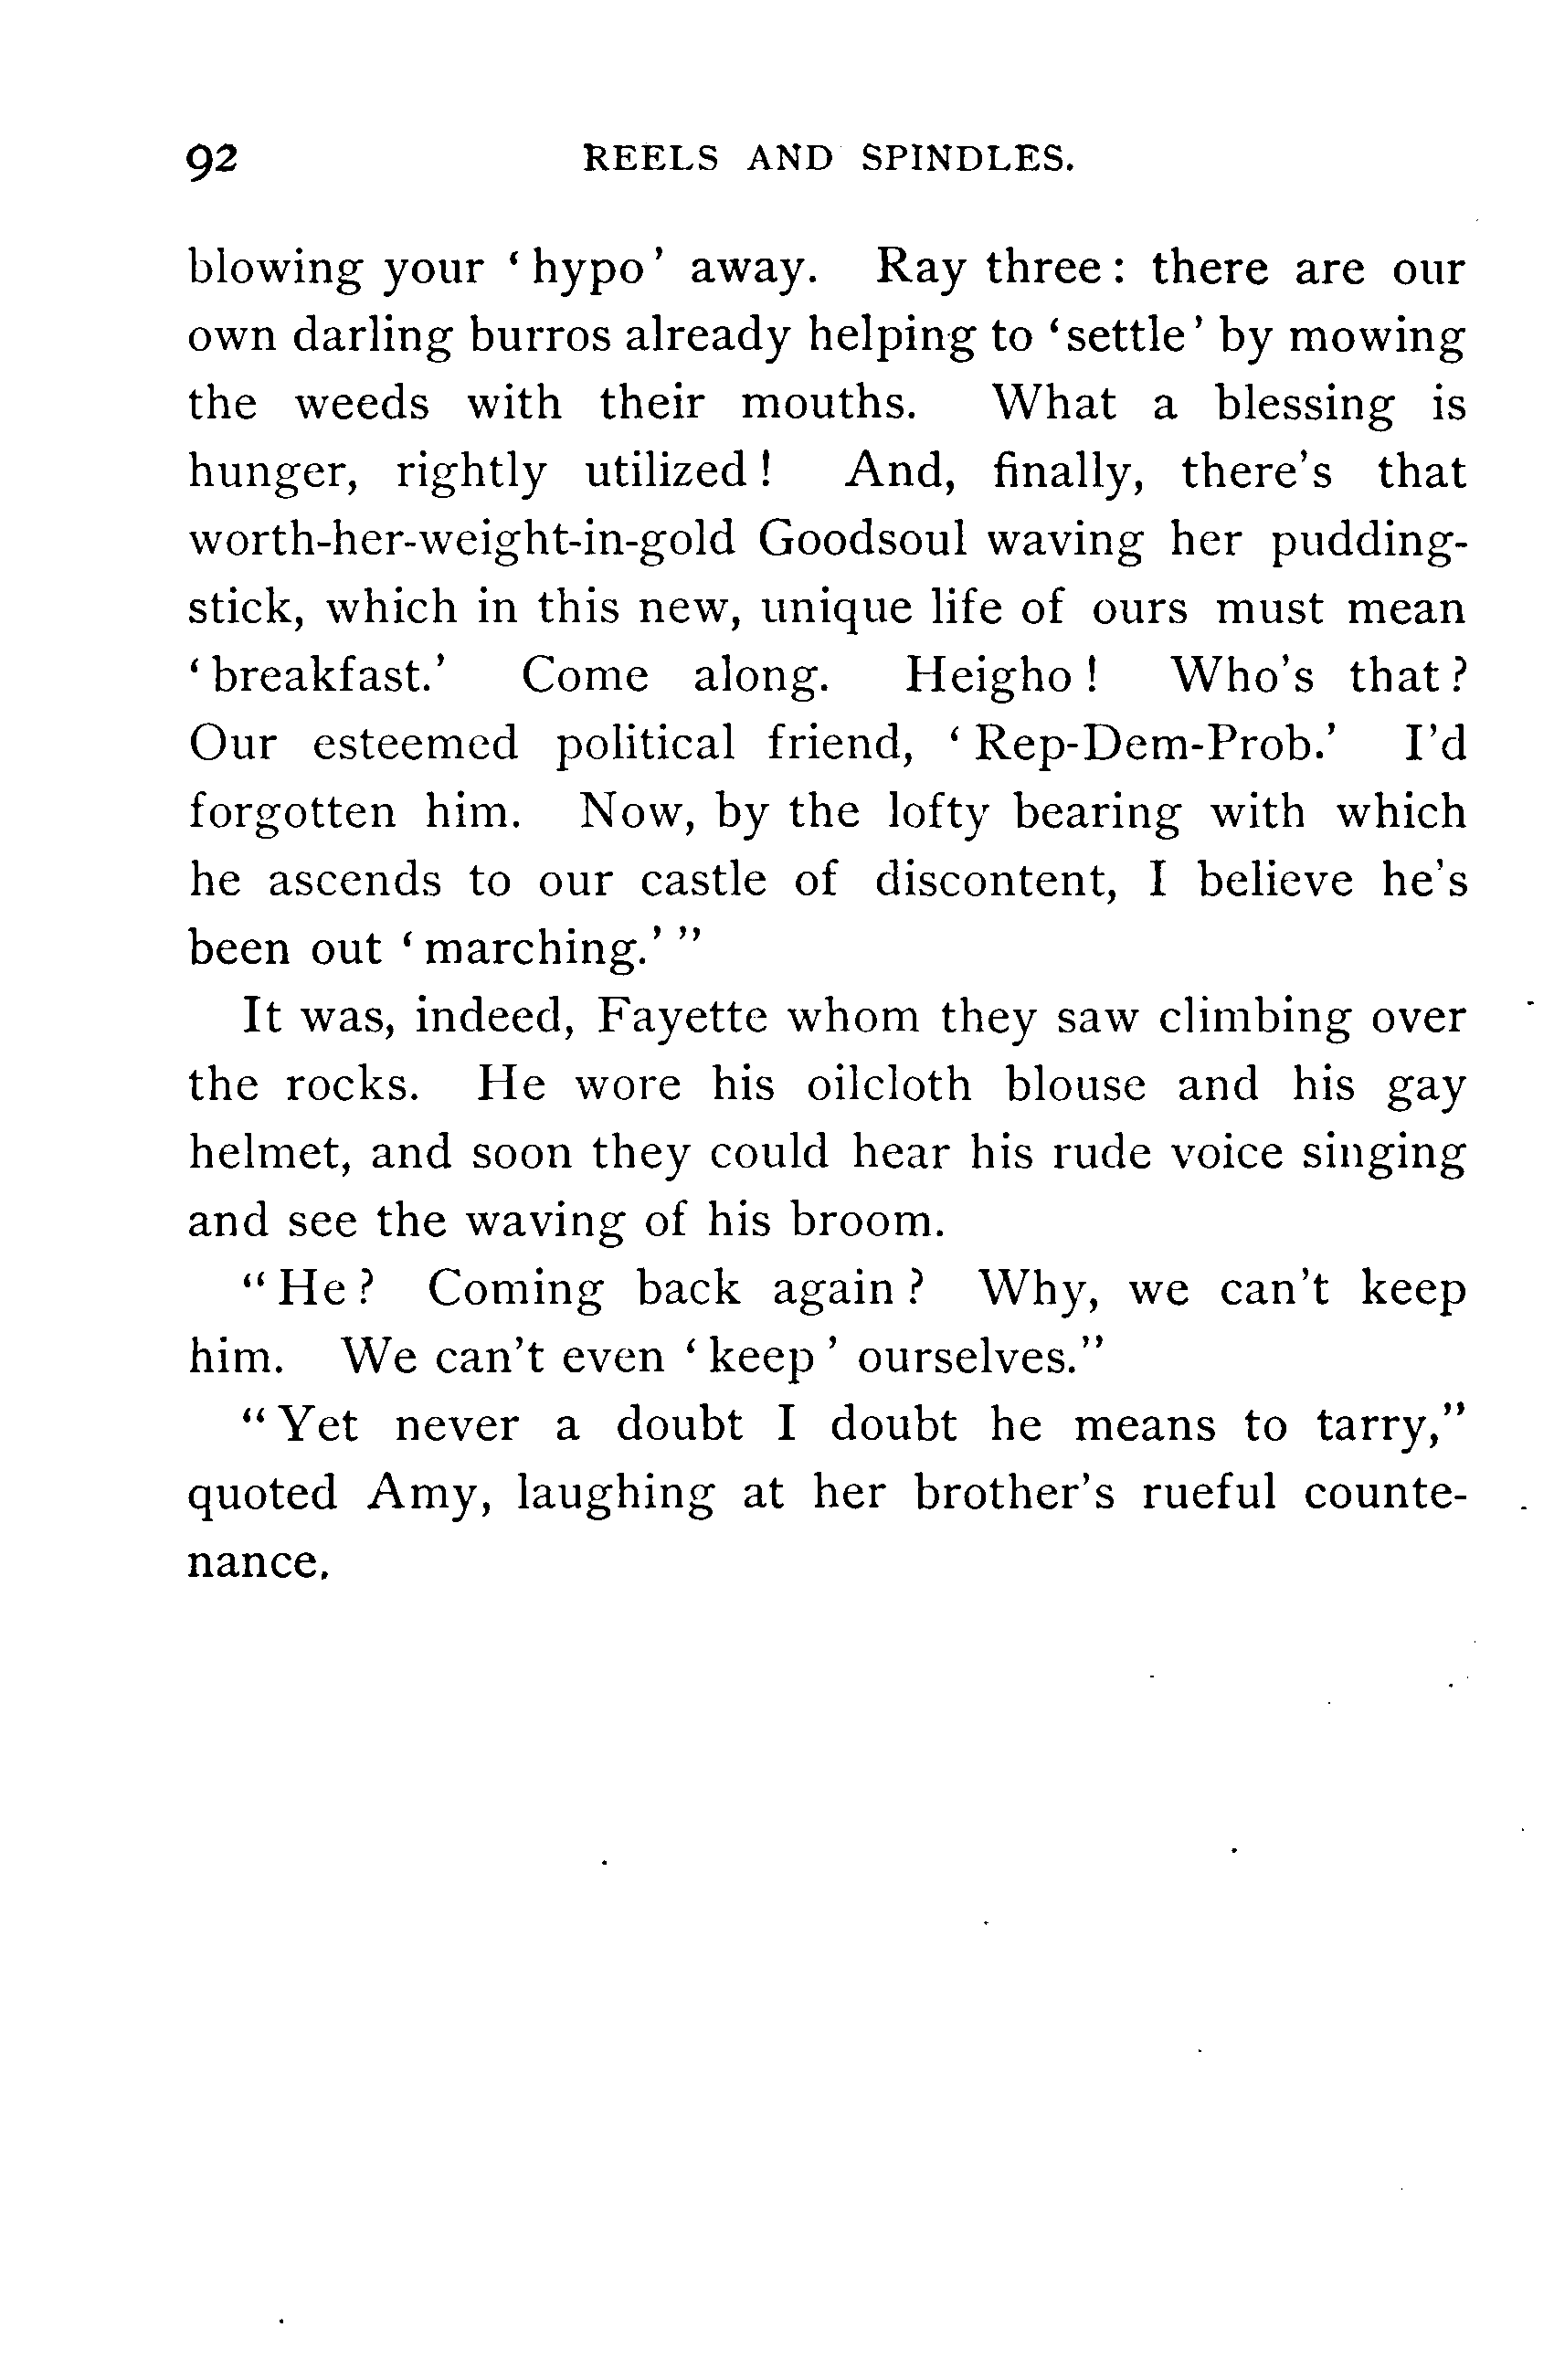 92 REELS AND SPINDLES.
blowing your ‘hypo’ away. Ray three: there are our
own darling burros already helping to ‘settle’ by mowing
the weeds with their mouths. What a blessing is
hunger, rightly utilized! And, finally, there’s that
worth-her-weight-in-gold Goodsoul waving her pudding-
stick, which in this new, unique life of ours must mean
‘breakfast.’ Come along. Heigho! Who’s that?
Our esteemed political friend, ‘Rep-Dem-Prob.’ I’d
forgotten him. Now, by the lofty bearing with which
he ascends to our castle of discontent, I believe he’s
been out ‘marching.’”
It was, indeed, Fayette whom they saw climbing over
the rocks. He wore his oilcloth blouse and his gay
helmet, and soon they could hear his rude voice singing
and see the waving of his broom.
“He? Coming back again? Why, we can’t keep
him. We can’t even ‘keep’ ourselves.”
“Yet never a doubt I doubt he means to tarry,”
quoted Amy, laughing at her brother’s rueful counte-
nance.